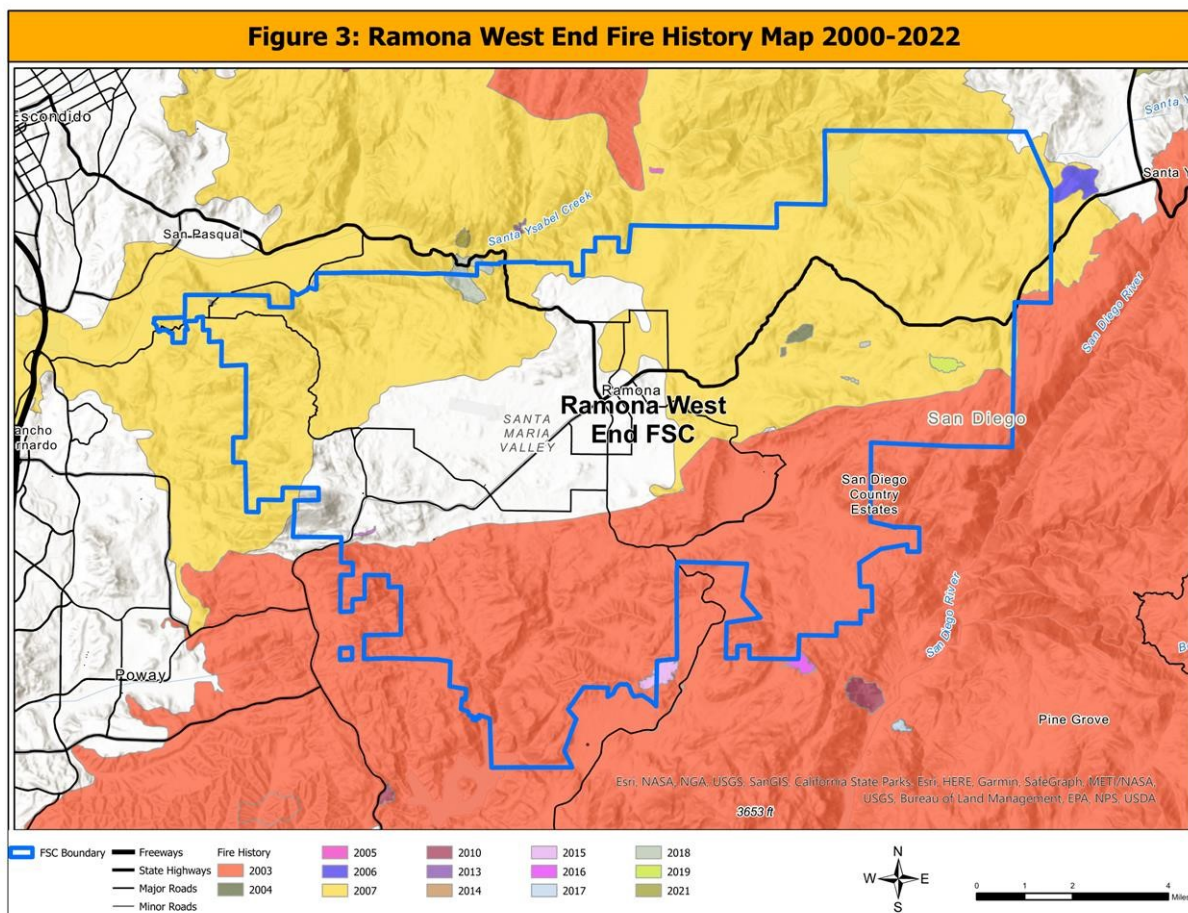 Figure 3: Ramona West End Fire History Map 2000-2022
Escondido
Santa Y
San Pasqual
Santa Ysabel Creek
Santa Y
San Diego River
Ramona
Ramona West
End FSC
San Diego
SANTA
MARIA
VALLEY
ancho
rnardo
San Diego
Country
Estates
San Diego River
Poway
Pine Grove
Esri, NASA, NGA, USGS, SanGIS, California State Parks, Esri, HERE, Garmin, SafeGraph, METI/NASA,
USGS, Bureau of Land Management, EPA, NPS, USDA
3653 ft
FSC Boundary
Freeways
State Highways
Major Roads
Minor Roads
Fire History
2003
2004
2005
2006
2007
2010
2013
2014
2015
2016
2017
2018
2019
2021
N
W E
S
0 1 2 4
Miles